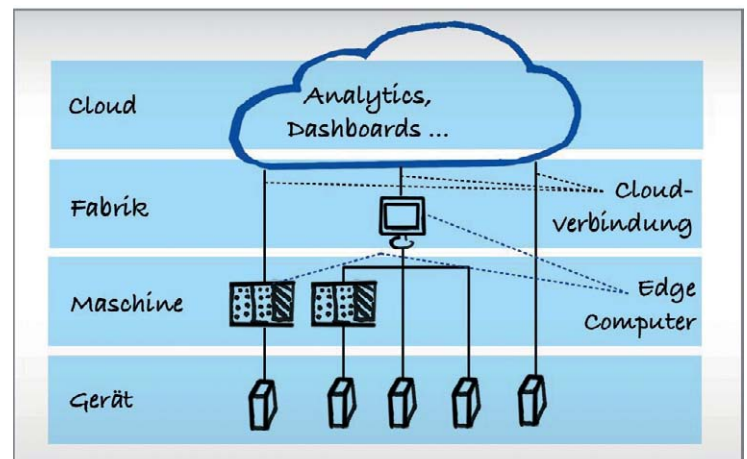 Cloud
Analytics,
Dashboards ...
Fabrik
Cloud-
verbindung
Maschine
Edge
Computer
Gerät